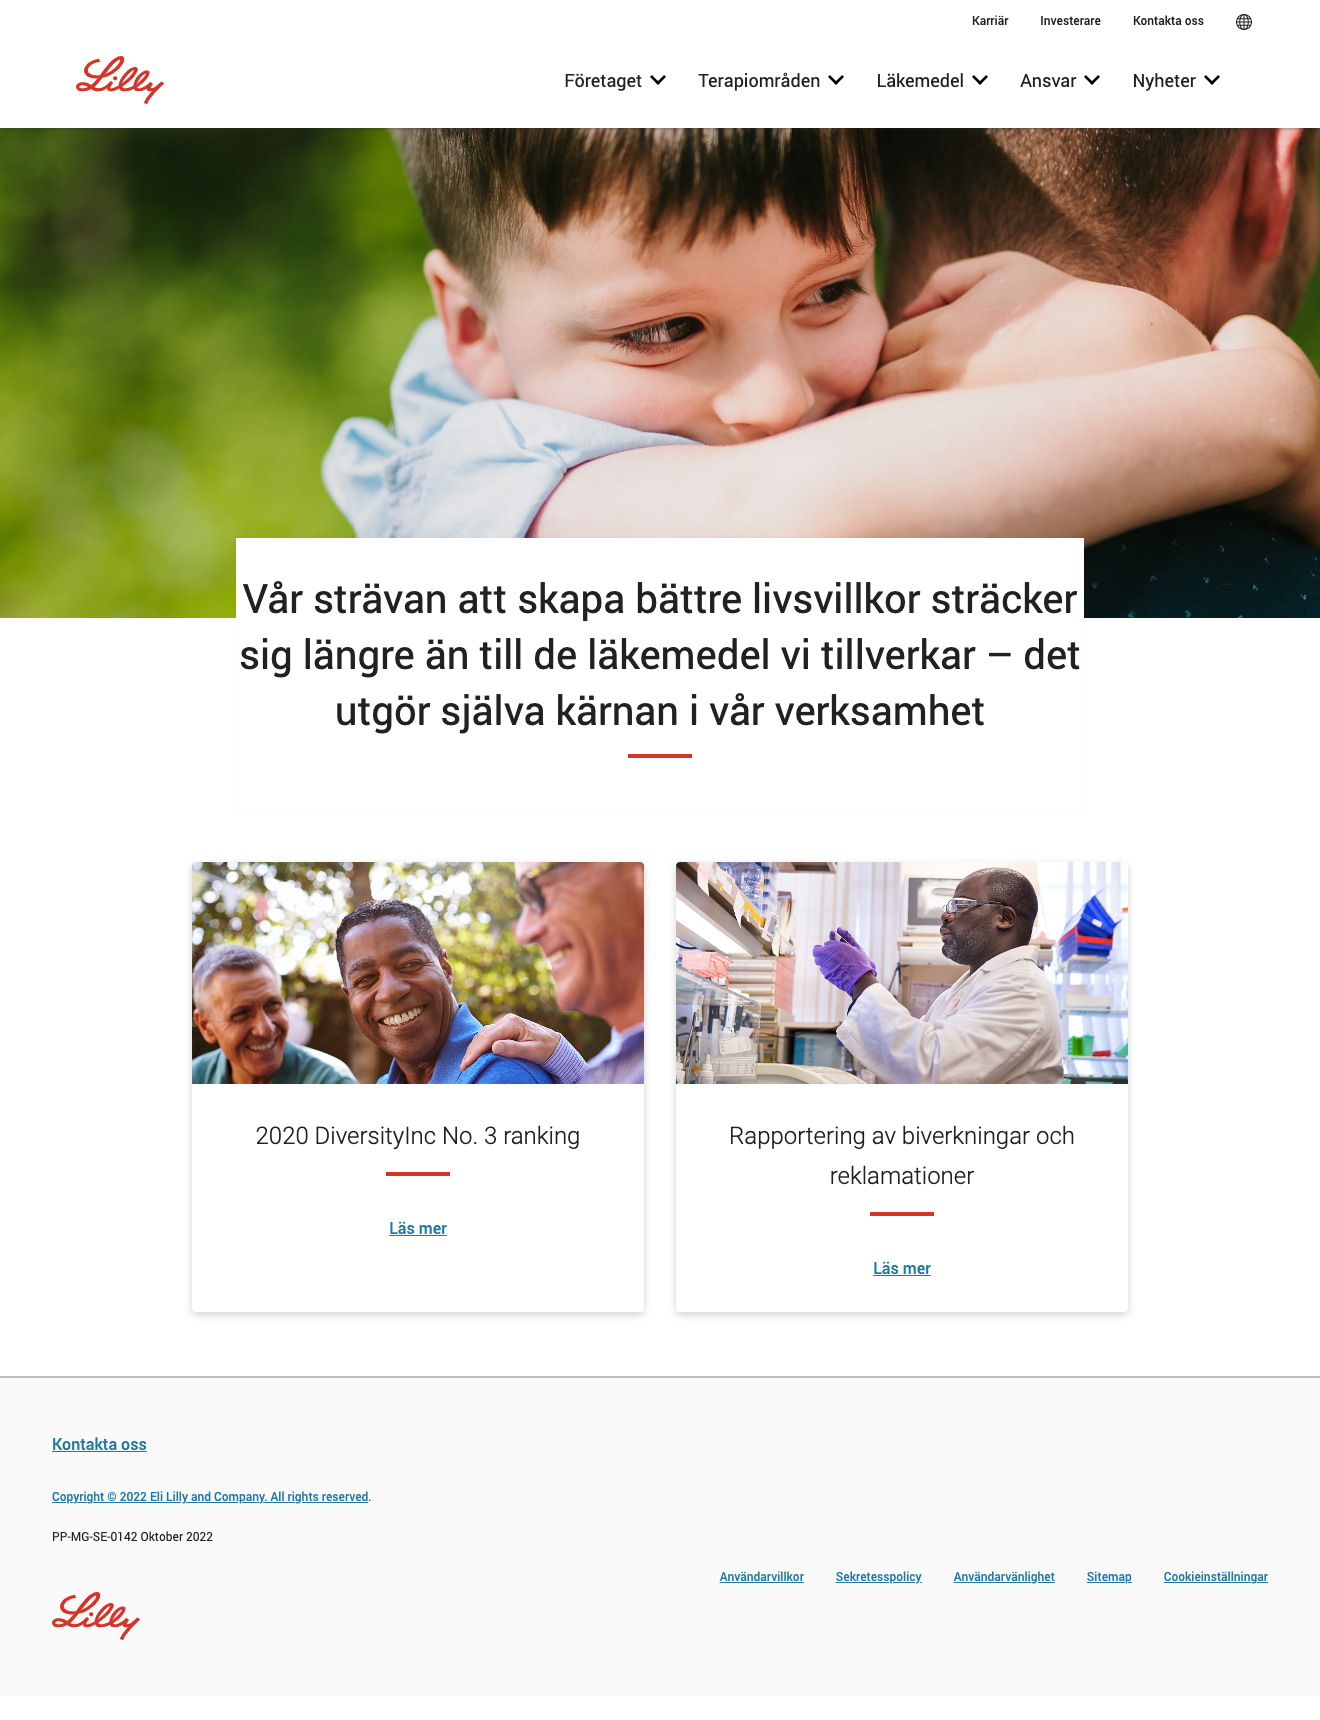 Karriär
Investerare
Kontakta oss
Lilly
Företaget
Terapiområden
Läkemedel
Ansvar
Nyheter
Vår strävan att skapa bättre livsvillkor sträcker
sig längre än till de läkemedel vi tillverkar – det
utgör själva kärnan i vår verksamhet
2020 DiversityInc No. 3 ranking
Läs mer
Rapportering av biverkningar och
reklamationer
Läs mer
Kontakta oss
Copyright © 2022 Eli Lilly and Company. All rights reserved.
PP-MG-SE-0142 Oktober 2022
Användarvillkor
Sekretesspolicy
Användarvänlighet
Sitemap
Cookieinställningar
Lilly